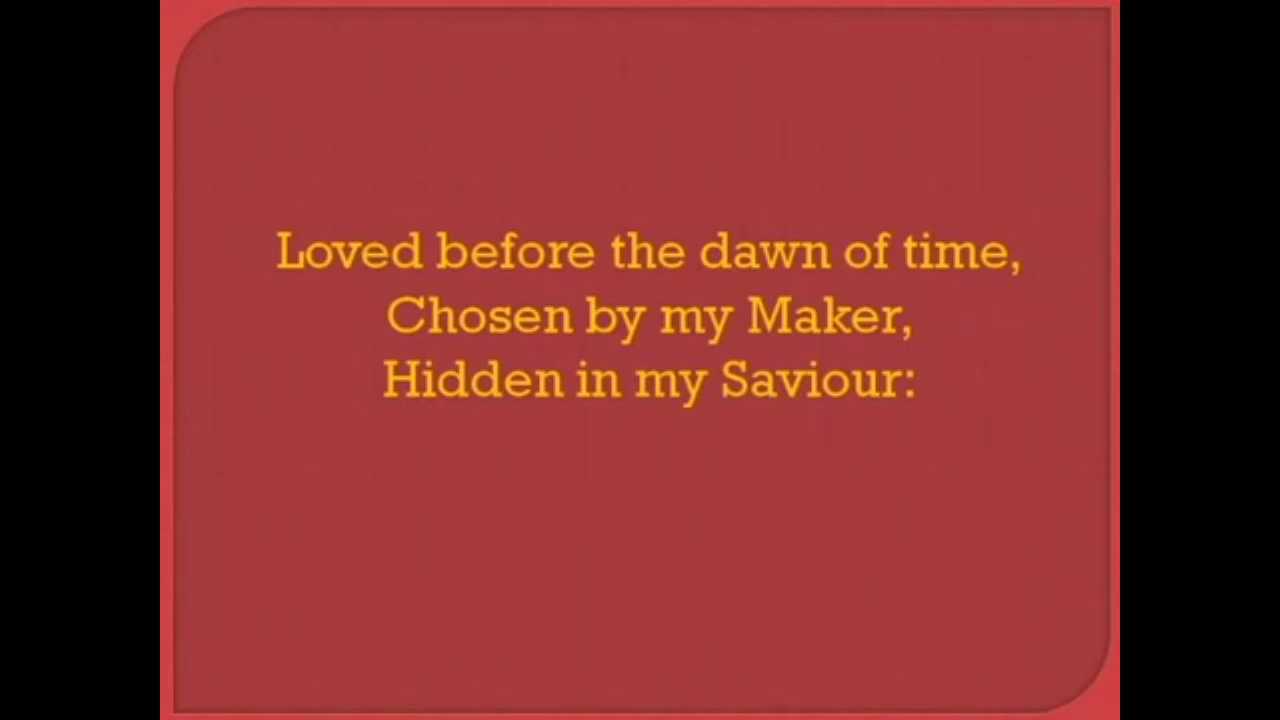 Loved before the dawn of time,
Chosen by my Maker,
Hidden in my Saviour: